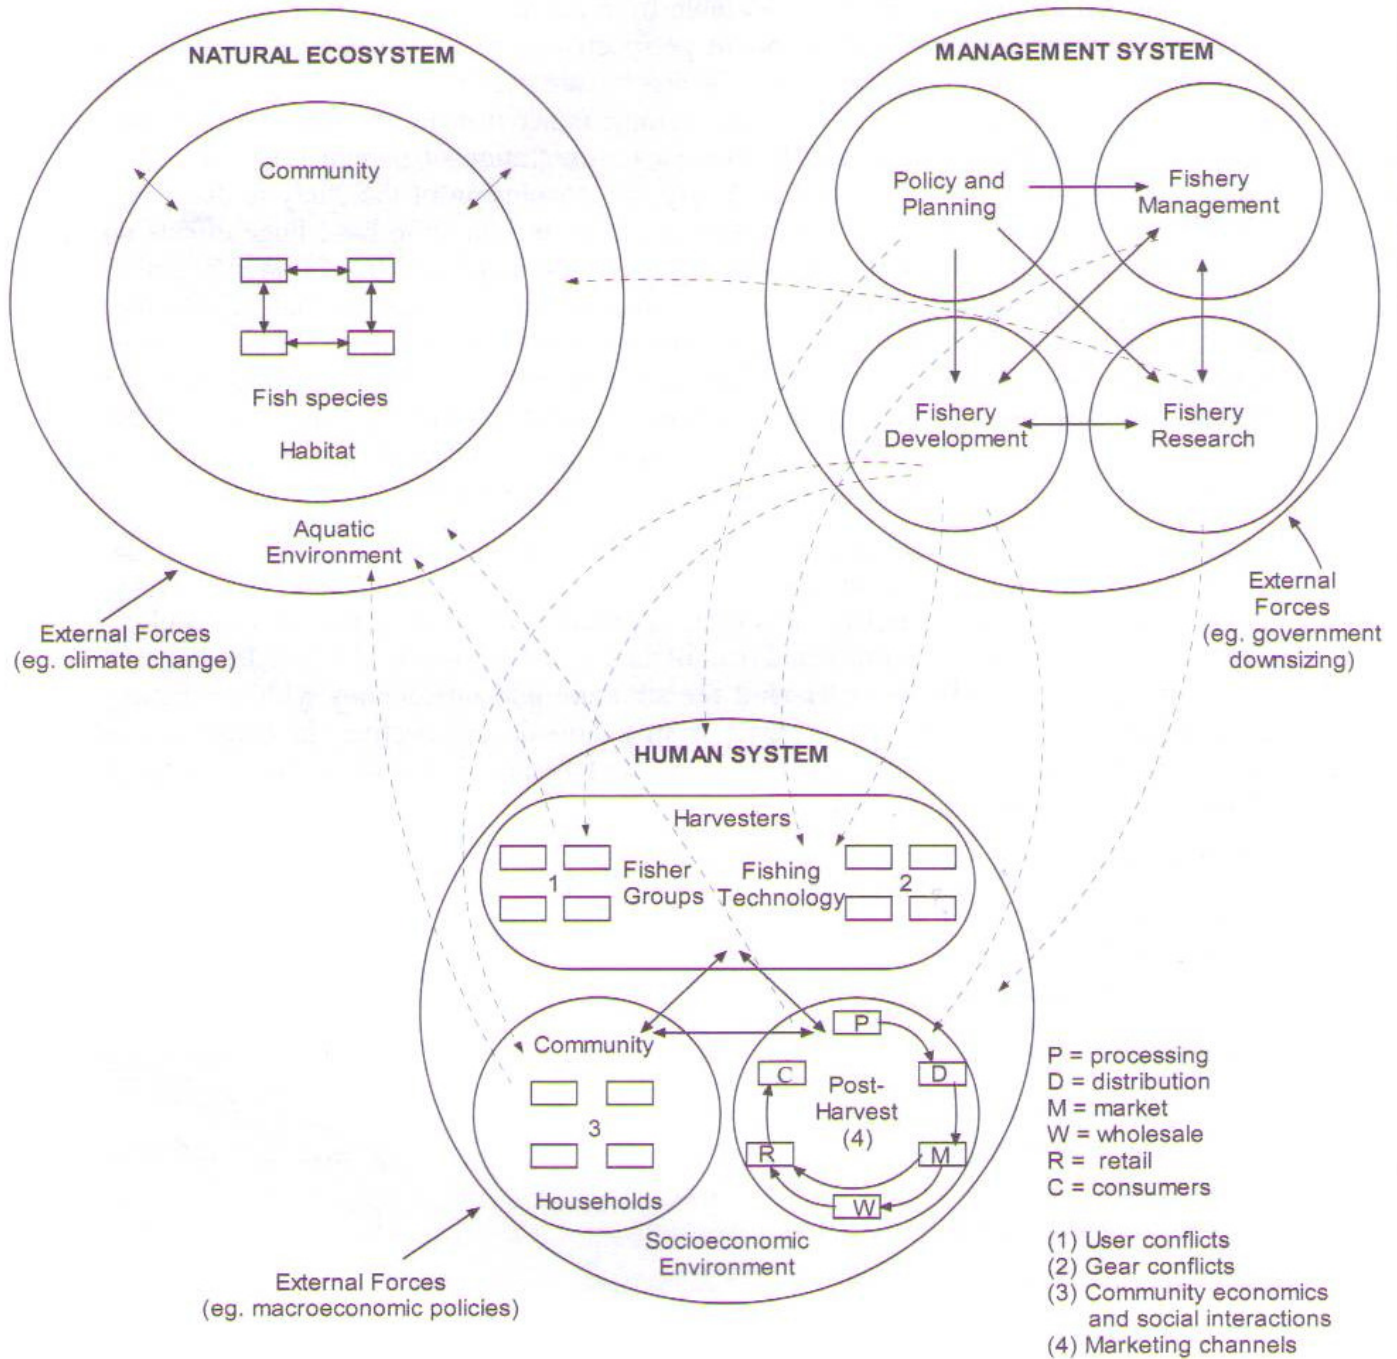 NATURAL ECOSYSTEM
Community
Fish species
Habitat
Aquatic
Environment
External Forces
(eg. climate change)
MANAGEMENT SYSTEM
Policy and
Planning
Fishery
Management
Fishery
Development
Fishery
Research
External
Forces
(eg. government
downsizing)
HUMAN SYSTEM
Harvesters
1
Fisher
Groups
Fishing
Technology
2
Community
3
Households
P
D
M
W
R
C
Post-
Harvest
(4)
Socioeconomic
Environment
External Forces
(eg. macroeconomic policies)
P = processing
D = distribution
M = market
W = wholesale
R = retail
C = consumers
(1) User conflicts
(2) Gear conflicts
(3) Community economics
and social interactions
(4) Marketing channels